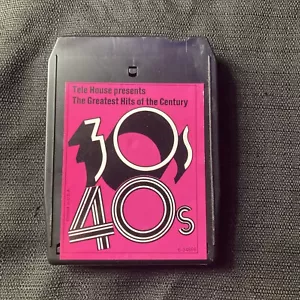 Tele House presents
The Greatest Hits of the Century
30s
40s